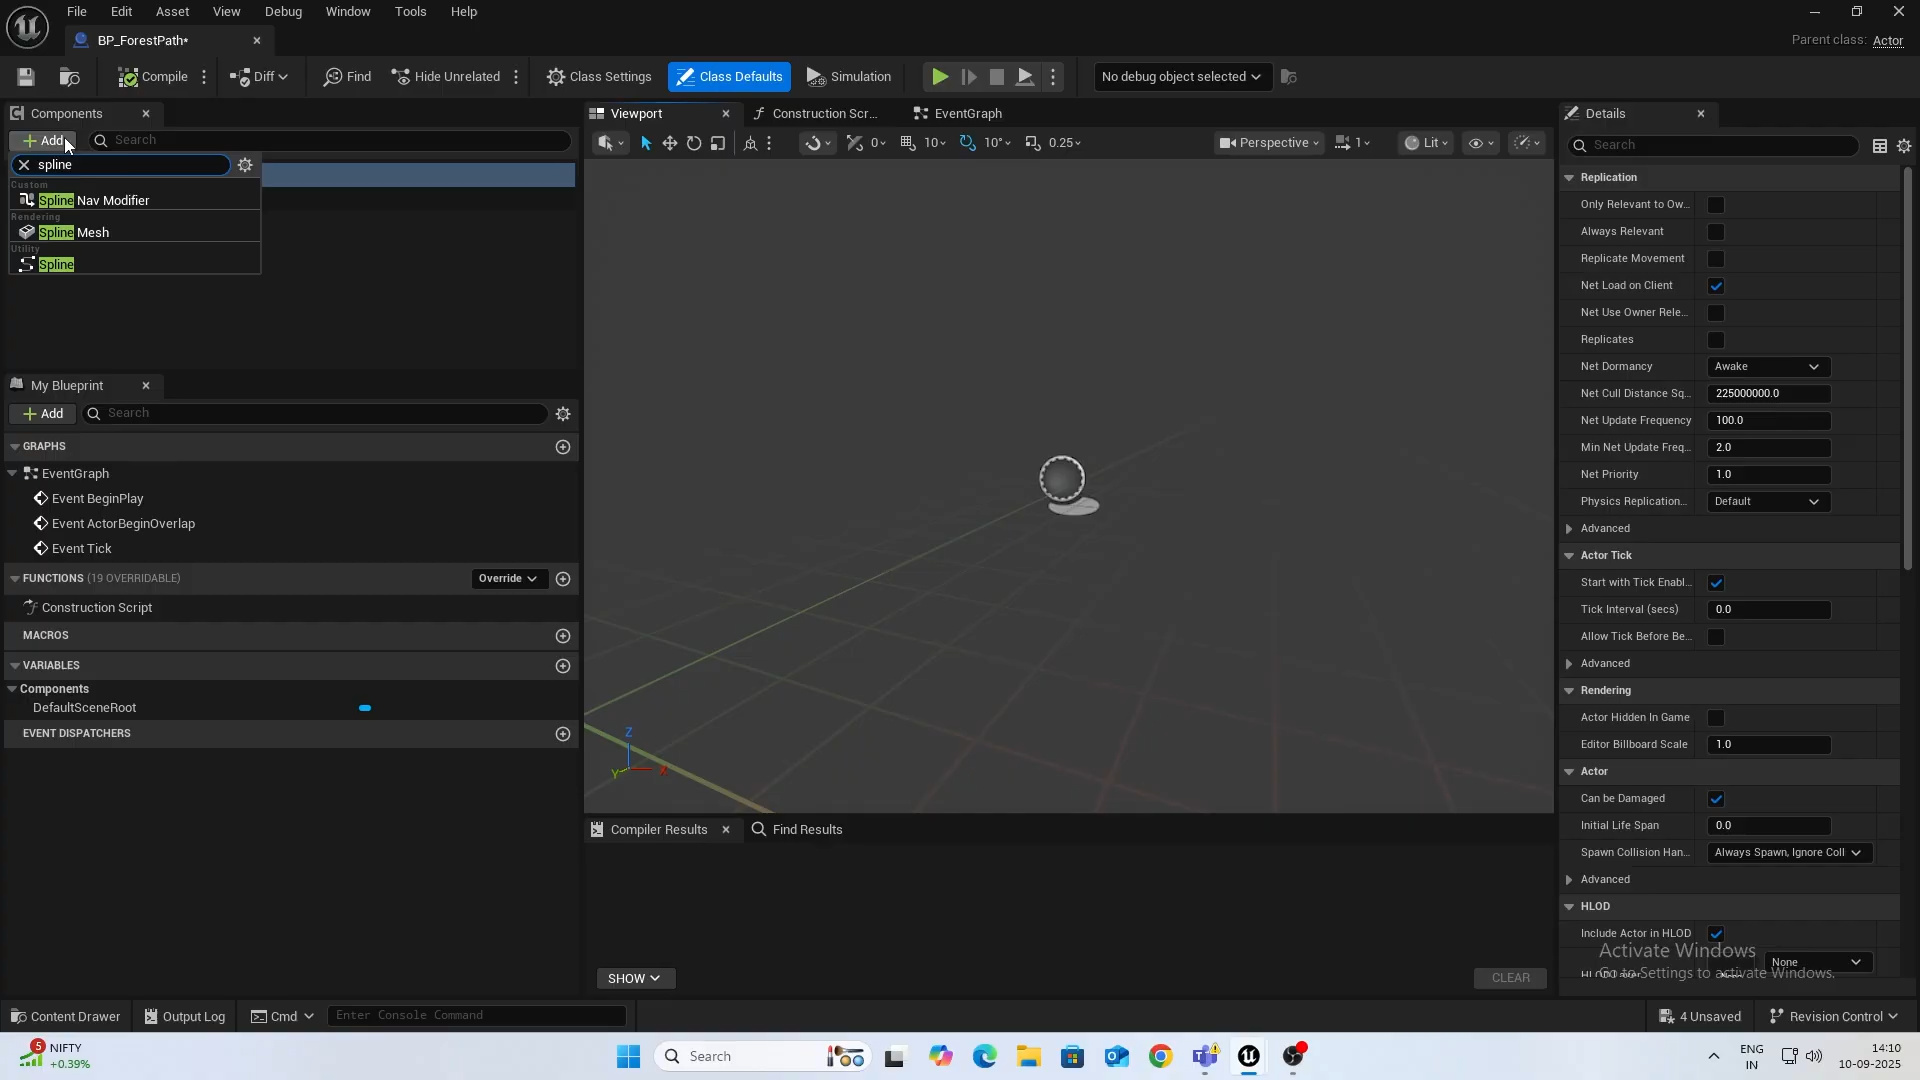 File Edit Asset View Debug Window Tools Help
BP_ForestPath*
Parent class: Actor
Compile Diff Find Hide Unrelated Class Settings Class Defaults Simulation No debug object selected
Components
Add Search
spline
Custom
Spline Nav Modifier
Rendering
Spline Mesh
Utility
Spline
My Blueprint
Add Search
GRAPHS
EventGraph
Event BeginPlay
Event ActorBeginOverlap
Event Tick
FUNCTIONS (19 OVERRIDABLE) Override
Construction Script
MACROS
VARIABLES
Components
DefaultSceneRoot
EVENT DISPATCHERS
Viewport Construction Scr... EventGraph
0 10 10° 0.25 Perspective 1 Lit
Z
Y X
Compiler Results Find Results
SHOW CLEAR
Details
Search
Replication
Only Relevant to Ow...
Always Relevant
Replicate Movement
Net Load on Client
Net Use Owner Rele...
Replicates
Net Dormancy Awake
Net Cull Distance Sq... 225000000.0
Net Update Frequency 100.0
Min Net Update Freq... 2.0
Net Priority 1.0
Physics Replication... Default
Advanced
Actor Tick
Start with Tick Enabl...
Tick Interval (secs) 0.0
Allow Tick Before Be...
Advanced
Rendering
Actor Hidden In Game
Editor Billboard Scale 1.0
Actor
Can be Damaged
Initial Life Span 0.0
Spawn Collision Han... Always Spawn, Ignore Coll
Advanced
HLOD
Include Actor in HLOD
None
Activate Windows
Go to Settings to activate Windows.
Content Drawer Output Log Cmd Enter Console Command 4 Unsaved Revision Control
5 NIFTY
+0.39%
Search
ENG
IN
14:10
10-09-2025